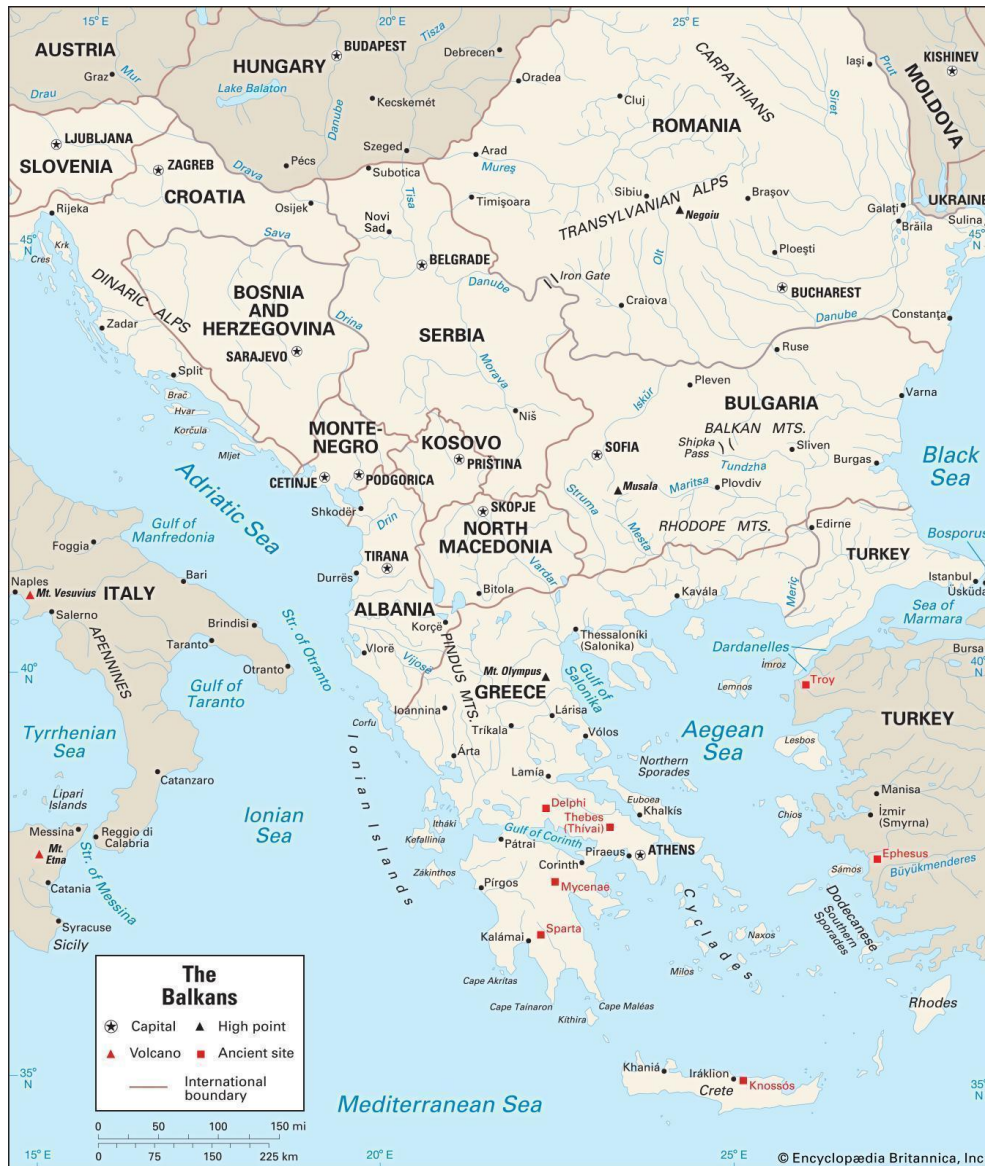 20°E
25°E
AUSTRIA
Graz
Mur
Drau
HUNGARY
BUDAPEST
Lake Balaton
Danube
Kecskemét
Tisza
Debrecen
Szeged
Pécs
Oradea
Cluj
CARPATHIANS
ROMANIA
Iaşi
Prut
Siret
KISHINEV
MOLDOVA
LJUBLJANA
SLOVENIA
ZAGREB
CROATIA
Drava
Osijek
Sava
Rijeka
Krk
Cres
45°
N
Subotica
Tisa
Novi
Sad
Arad
Mureş
Timişoara
Sibiu
Braşov
TRANSYLVANIAN ALPS
Negoiu
Galaţi
Brăila
UKRAINE
Sulina
45°
N
BELGRADE
Danube
Iron Gate
Olt
Ploeşti
BUCHAREST
Craiova
Danube
Constanţa
DINARIC ALPS
BOSNIA
AND
HERZEGOVINA
SARAJEVO
Drina
SERBIA
Morava
Niš
Zadar
Split
Brač
Hvar
Korčula
Mljet
Ruse
Pleven
Iskŭr
BULGARIA
Varna
BALKAN MTS.
Shipka
Pass
Sliven
Burgas
Tundzha
Maritsa
Plovdiv
SOFIA
Musala
Struma
Mesta
RHODOPE MTS.
Black
Sea
MONTE-
NEGRO
KOSOVO
PRIŠTINA
CETINJE
PODGORICA
Shkodër
Drin
SKOPJE
NORTH
MACEDONIA
Vardar
Bitola
TIRANA
Durrës
ALBANIA
Korçë
Vlorë
Vijosë
Adriatic Sea
Gulf of
Manfredonia
Foggia
Naples
Mt. Vesuvius
ITALY
Bari
Salerno
Brindisi
Taranto
Otranto
APENNINES
Str. of Otranto
Gulf of
Taranto
40°
N
Tyrrhenian
Sea
Catanzaro
Lipari
Islands
Messina
Reggio di
Calabria
Mt.
Etna
Str. of Messina
Catania
Syracuse
Sicily
Ionian
Sea
Edirne
TURKEY
Bosporus
Istanbul
Üsküda
Sea of
Marmara
Bursa
Meriç
Kavála
Dardanelles
İmroz
40°
N
Troy
Lemnos
Thessaloníki
(Salonika)
Gulf of
Salonika
Mt. Olympus
PINDUS MTS.
GREECE
Ioánnina
Lárisa
Tríkala
Vólos
Corfu
Árta
Lamía
Northern
Sporades
Aegean
Sea
TURKEY
Lesbos
Manisa
İzmir
(Smyrna)
Chios
Ephesus
Büyükmenderes
Sámos
Ionian Islands
Itháki
Kefallinía
Zákinthos
Delphi
Thebes
(Thívai)
Euboea
Khalkís
Gulf of Corinth
Pátrai
Corinth
Piraeus
ATHENS
Pírgos
Mycenae
Sparta
Kalámai
Cyclades
Naxos
Mílos
Dodecanese
Southern
Sporades
Rhodes
Cape Akrítas
Cape Taínaron
Cape Maléas
Kíthira
Khaniá
Iráklion
Crete
Knossós
35°
N
35°
N
Mediterranean Sea
The
Balkans
Capital
High point
Volcano
Ancient site
International
boundary
0 50 100 150 mi
0 75 150 225 km
15°E
20°E
25°E
© Encyclopædia Britannica, Inc